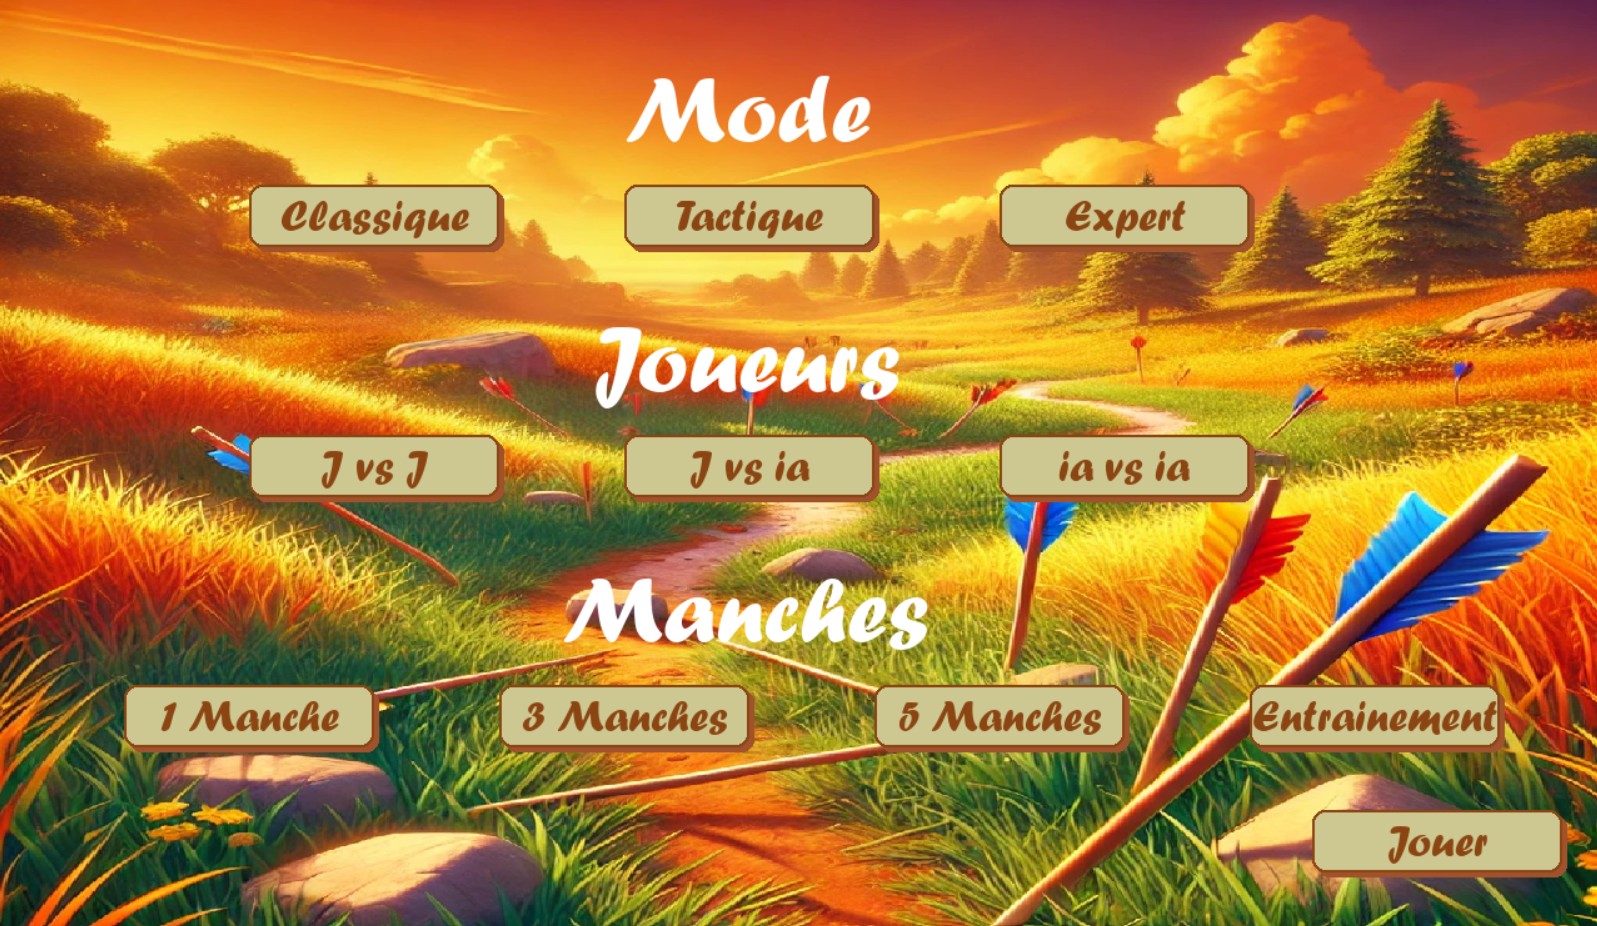 Mode
Classique Tactique Expert
Joueurs
J vs J J vs ia ia vs ia
Manches
1 Manche 3 Manches 5 Manches Entrainement
Jouer